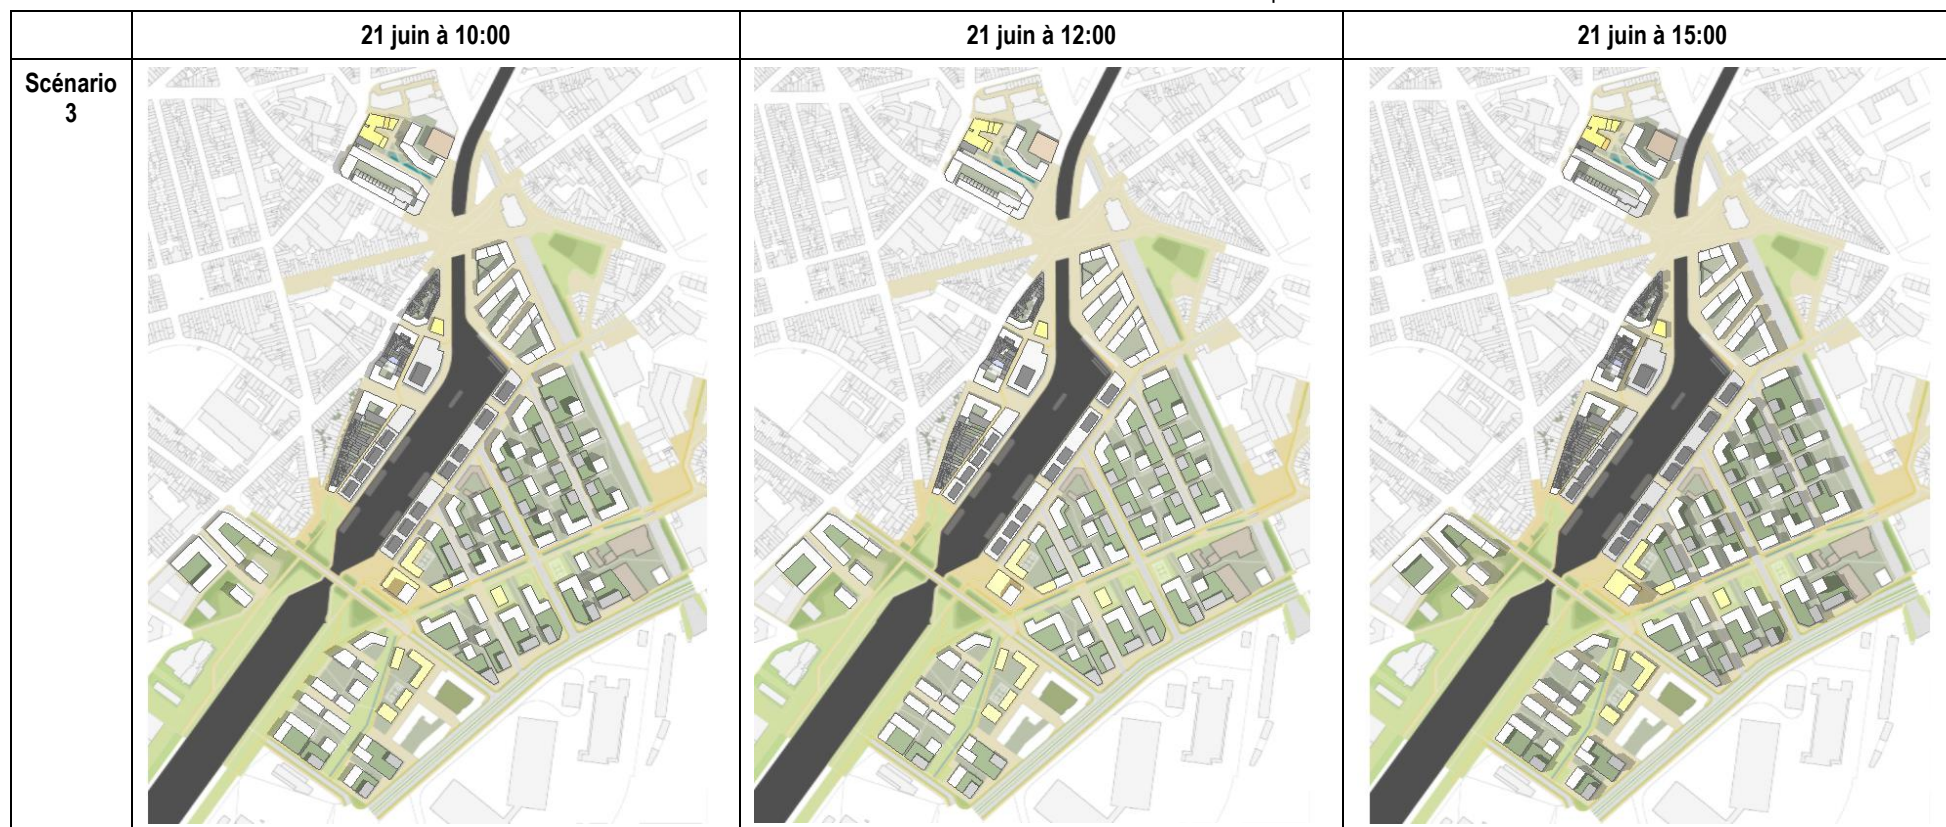 21 juin à 10:00
21 juin à 12:00
21 juin à 15:00
Scénario
3